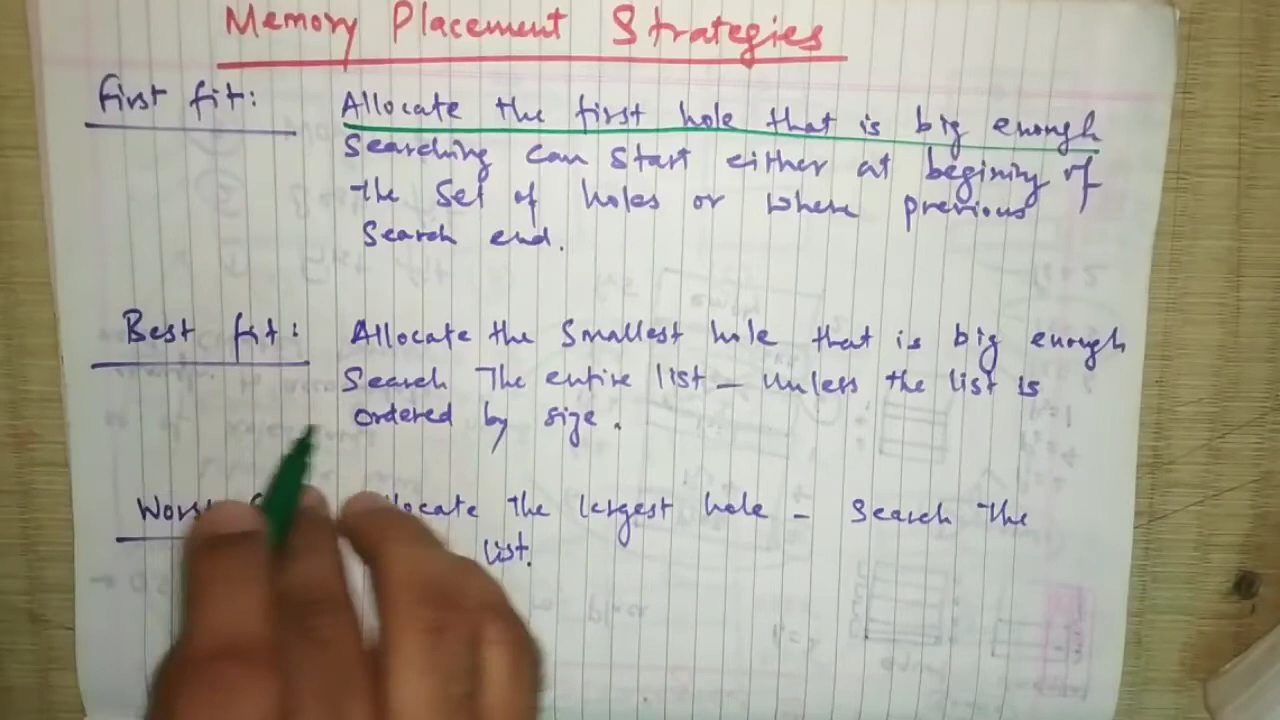 Memory Placement Strategies
First fit: Allocate the first hole that is big enough
Searching can start either at begining of
the set of holes or where previous
search end.
Best fit: Allocate the smallest hole that is big enough
Search The entire list – unless the list is
ordered by size.
Worst the largest hole – search the
list.